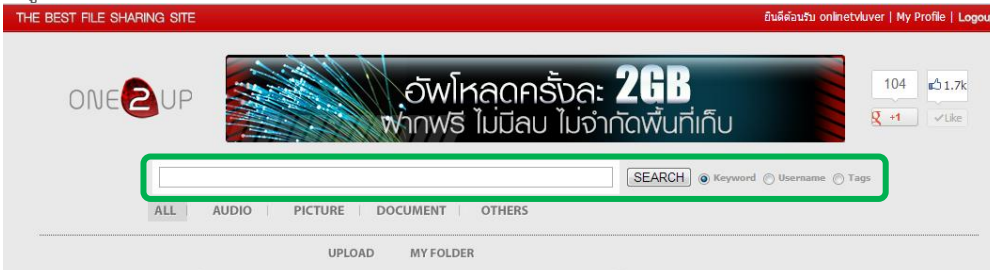 THE BEST FILE SHARING SITE
ยินดีต้อนรับ onlinetvluver | My Profile | Logou
ONE2UP
อัพโหลดครั้งละ 2GB
ฝากฟรี ไม่มีลบ ไม่จำกัดพื้นที่เก็บ
104 1.7k
+1 Like
SEARCH Keyword Username Tags
ALL | AUDIO | PICTURE | DOCUMENT | OTHERS
UPLOAD MY FOLDER